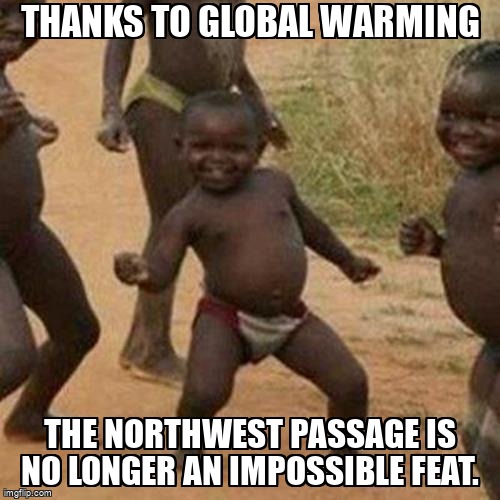 THANKS TO GLOBAL WARMING
THE NORTHWEST PASSAGE IS
NO LONGER AN IMPOSSIBLE FEAT.
imgflip.com